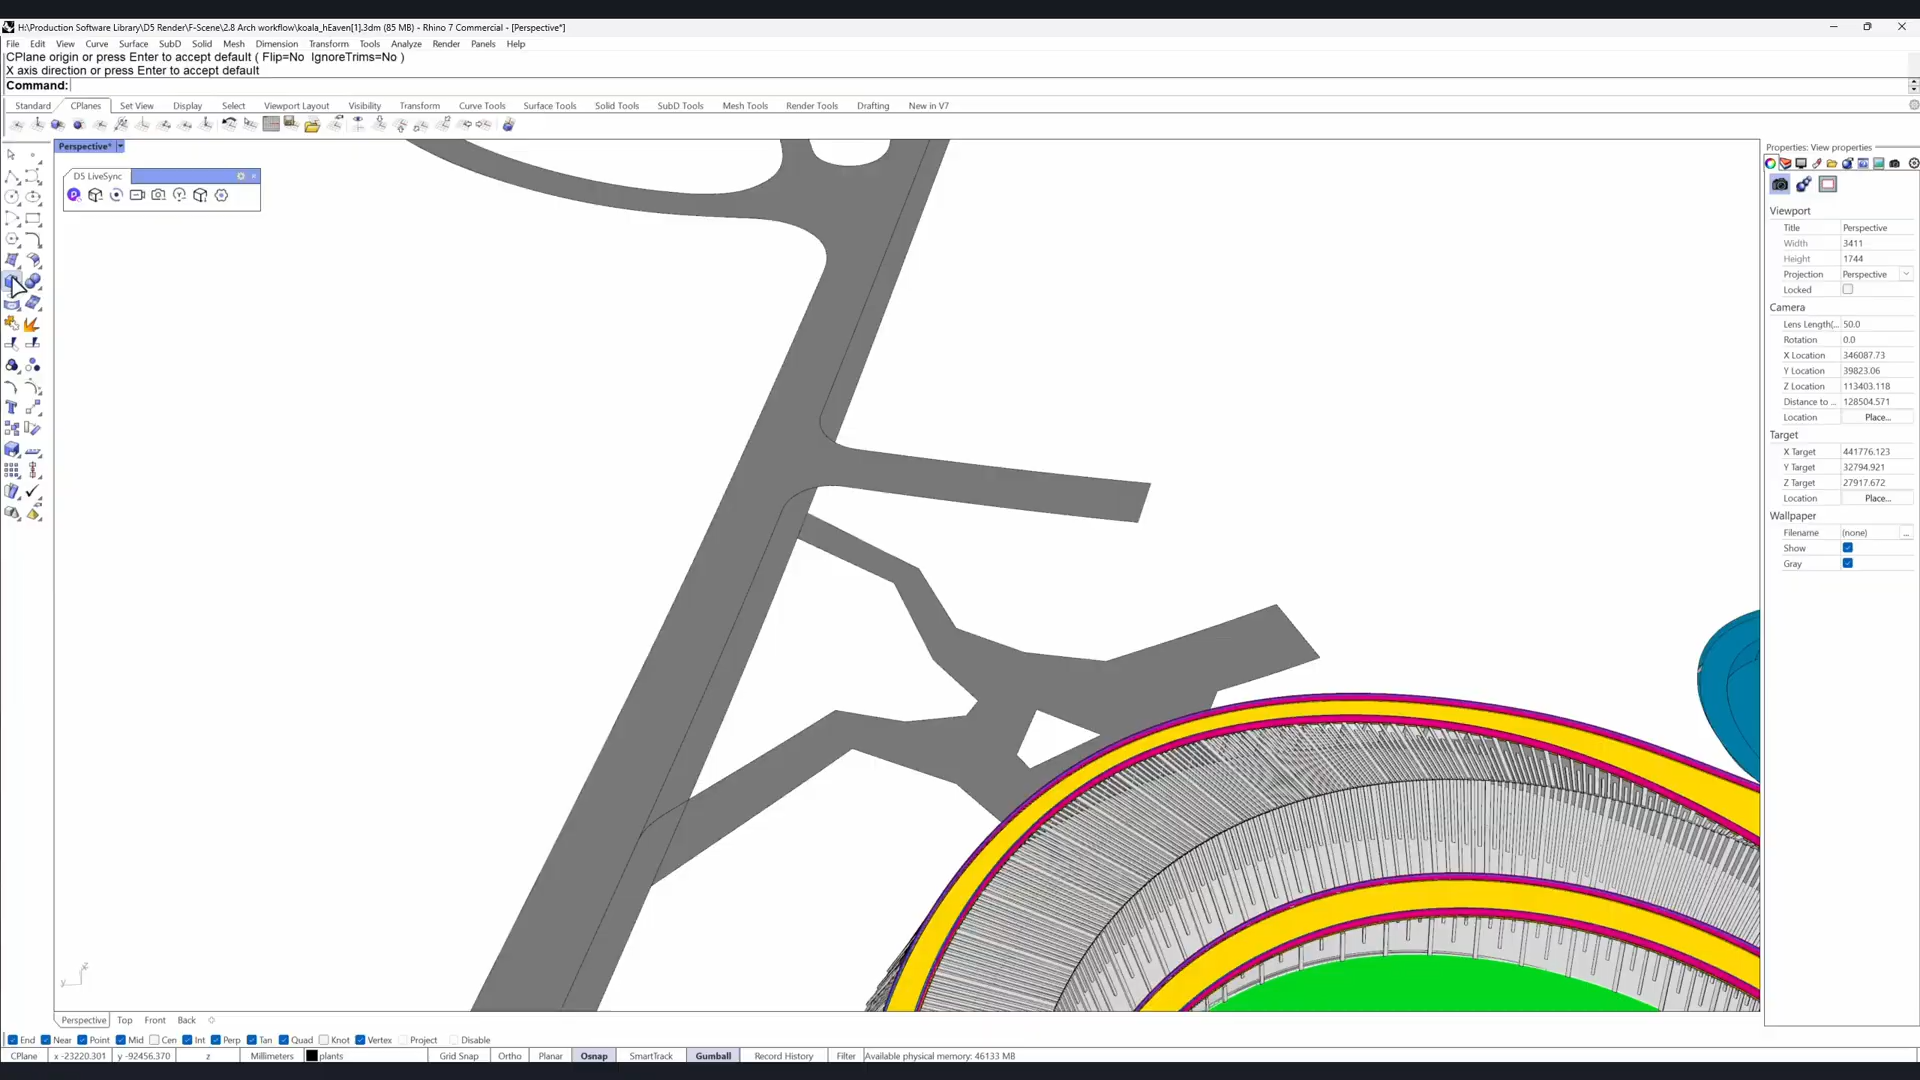 H:\Production Software Library\D5 Render\F-Scene\2.8 Arch workflow\koala_hEaven[1].3dm (85 MB) - Rhino 7 Commercial - [Perspective*]
File Edit View Curve Surface SubD Solid Mesh Dimension Transform Tools Analyze Render Panels Help
CPlane origin or press Enter to accept default ( Flip=No IgnoreTrims=No )
X axis direction or press Enter to accept default
Command:
Standard CPlanes Set View Display Select Viewport Layout Visibility Transform Curve Tools Surface Tools Solid Tools SubD Tools Mesh Tools Render Tools Drafting New in V7
Perspective*
D5 LiveSync
Properties: View properties
Viewport
Title Perspective
Width 3411
Height 1744
Projection Perspective
Locked
Camera
Lens Length(... 50.0
Rotation 0.0
X Location 346087.73
Y Location 39823.06
Z Location 113403.118
Distance to ... 128504.571
Location Place...
Target
X Target 441776.123
Y Target 32794.921
Z Target 27917.672
Location Place...
Wallpaper
Filename (none) ...
Show
Gray
Perspective Top Front Back
End Near Point Mid Cen Int Perp Tan Quad Knot Vertex Project Disable
CPlane x -23220.301 y -92456.370 z Millimeters plants Grid Snap Ortho Planar Osnap SmartTrack Gumball Record History Filter Available physical memory: 46133 MB